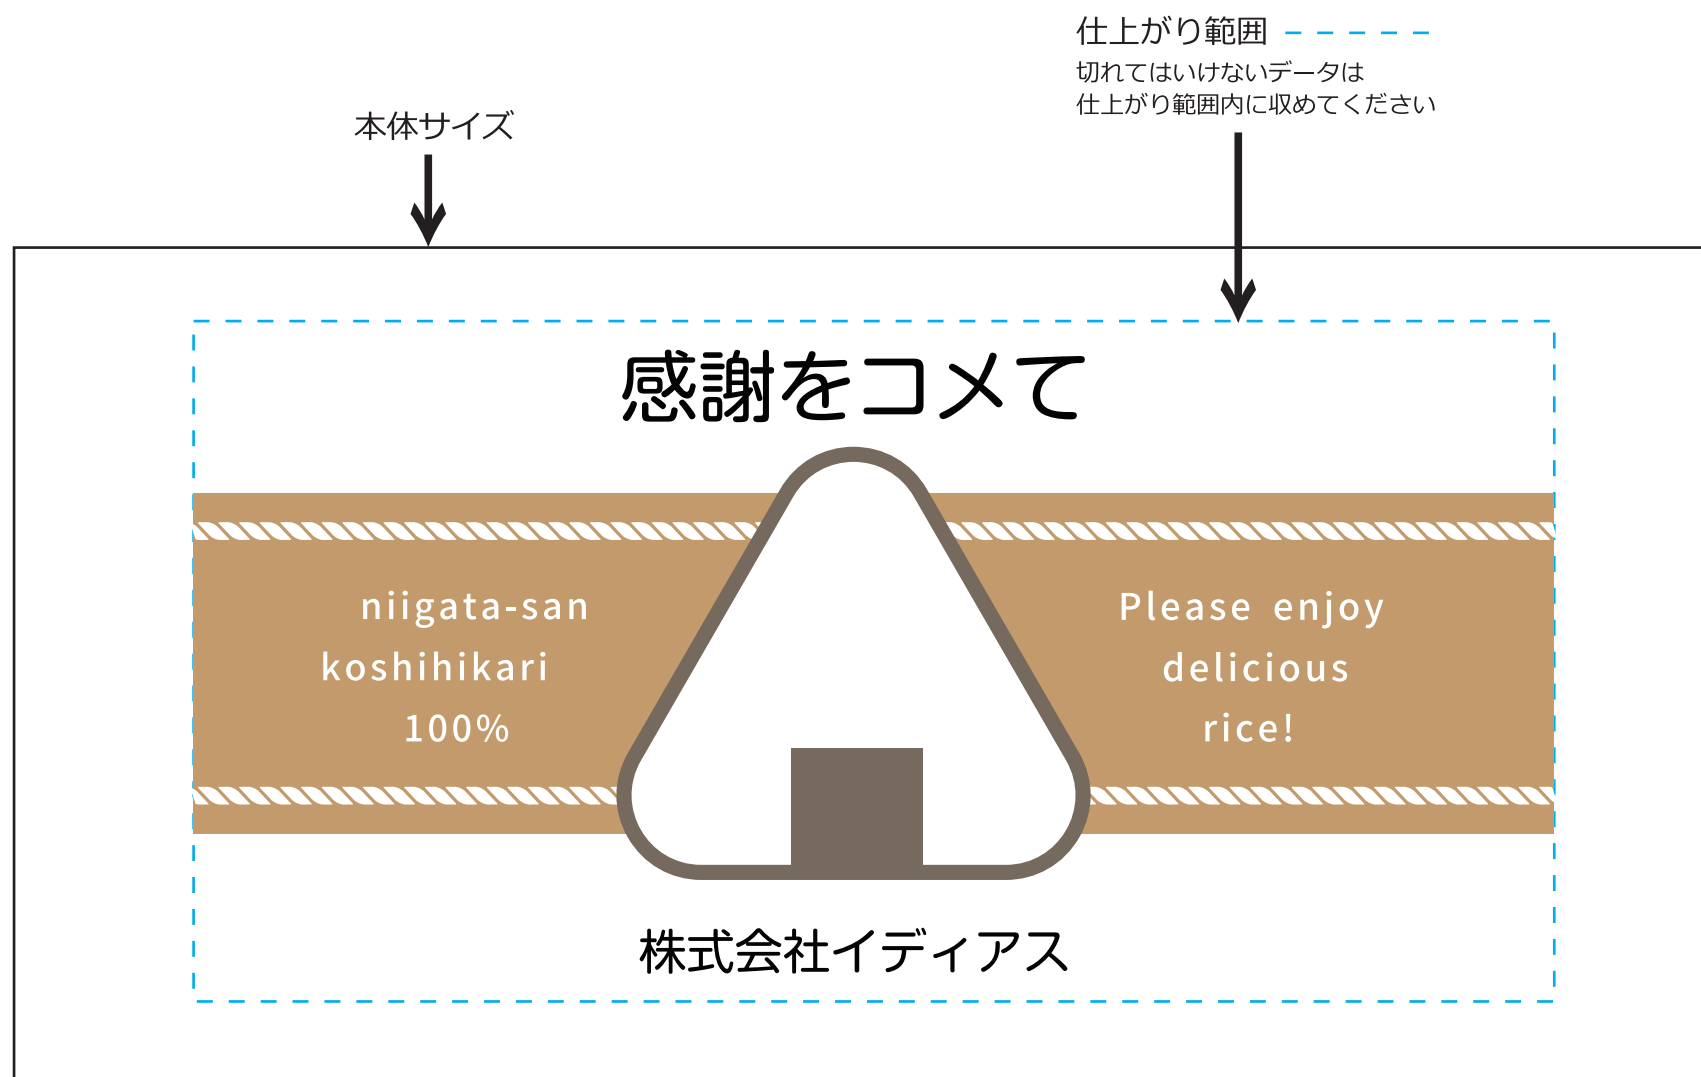 仕上がり範囲
切れてはいけないデータは
仕上がり範囲内に収めてください
本体サイズ
感謝をコメて
niigata-san
koshihikari
100%
Please enjoy
delicious
rice!
株式会社イディアス